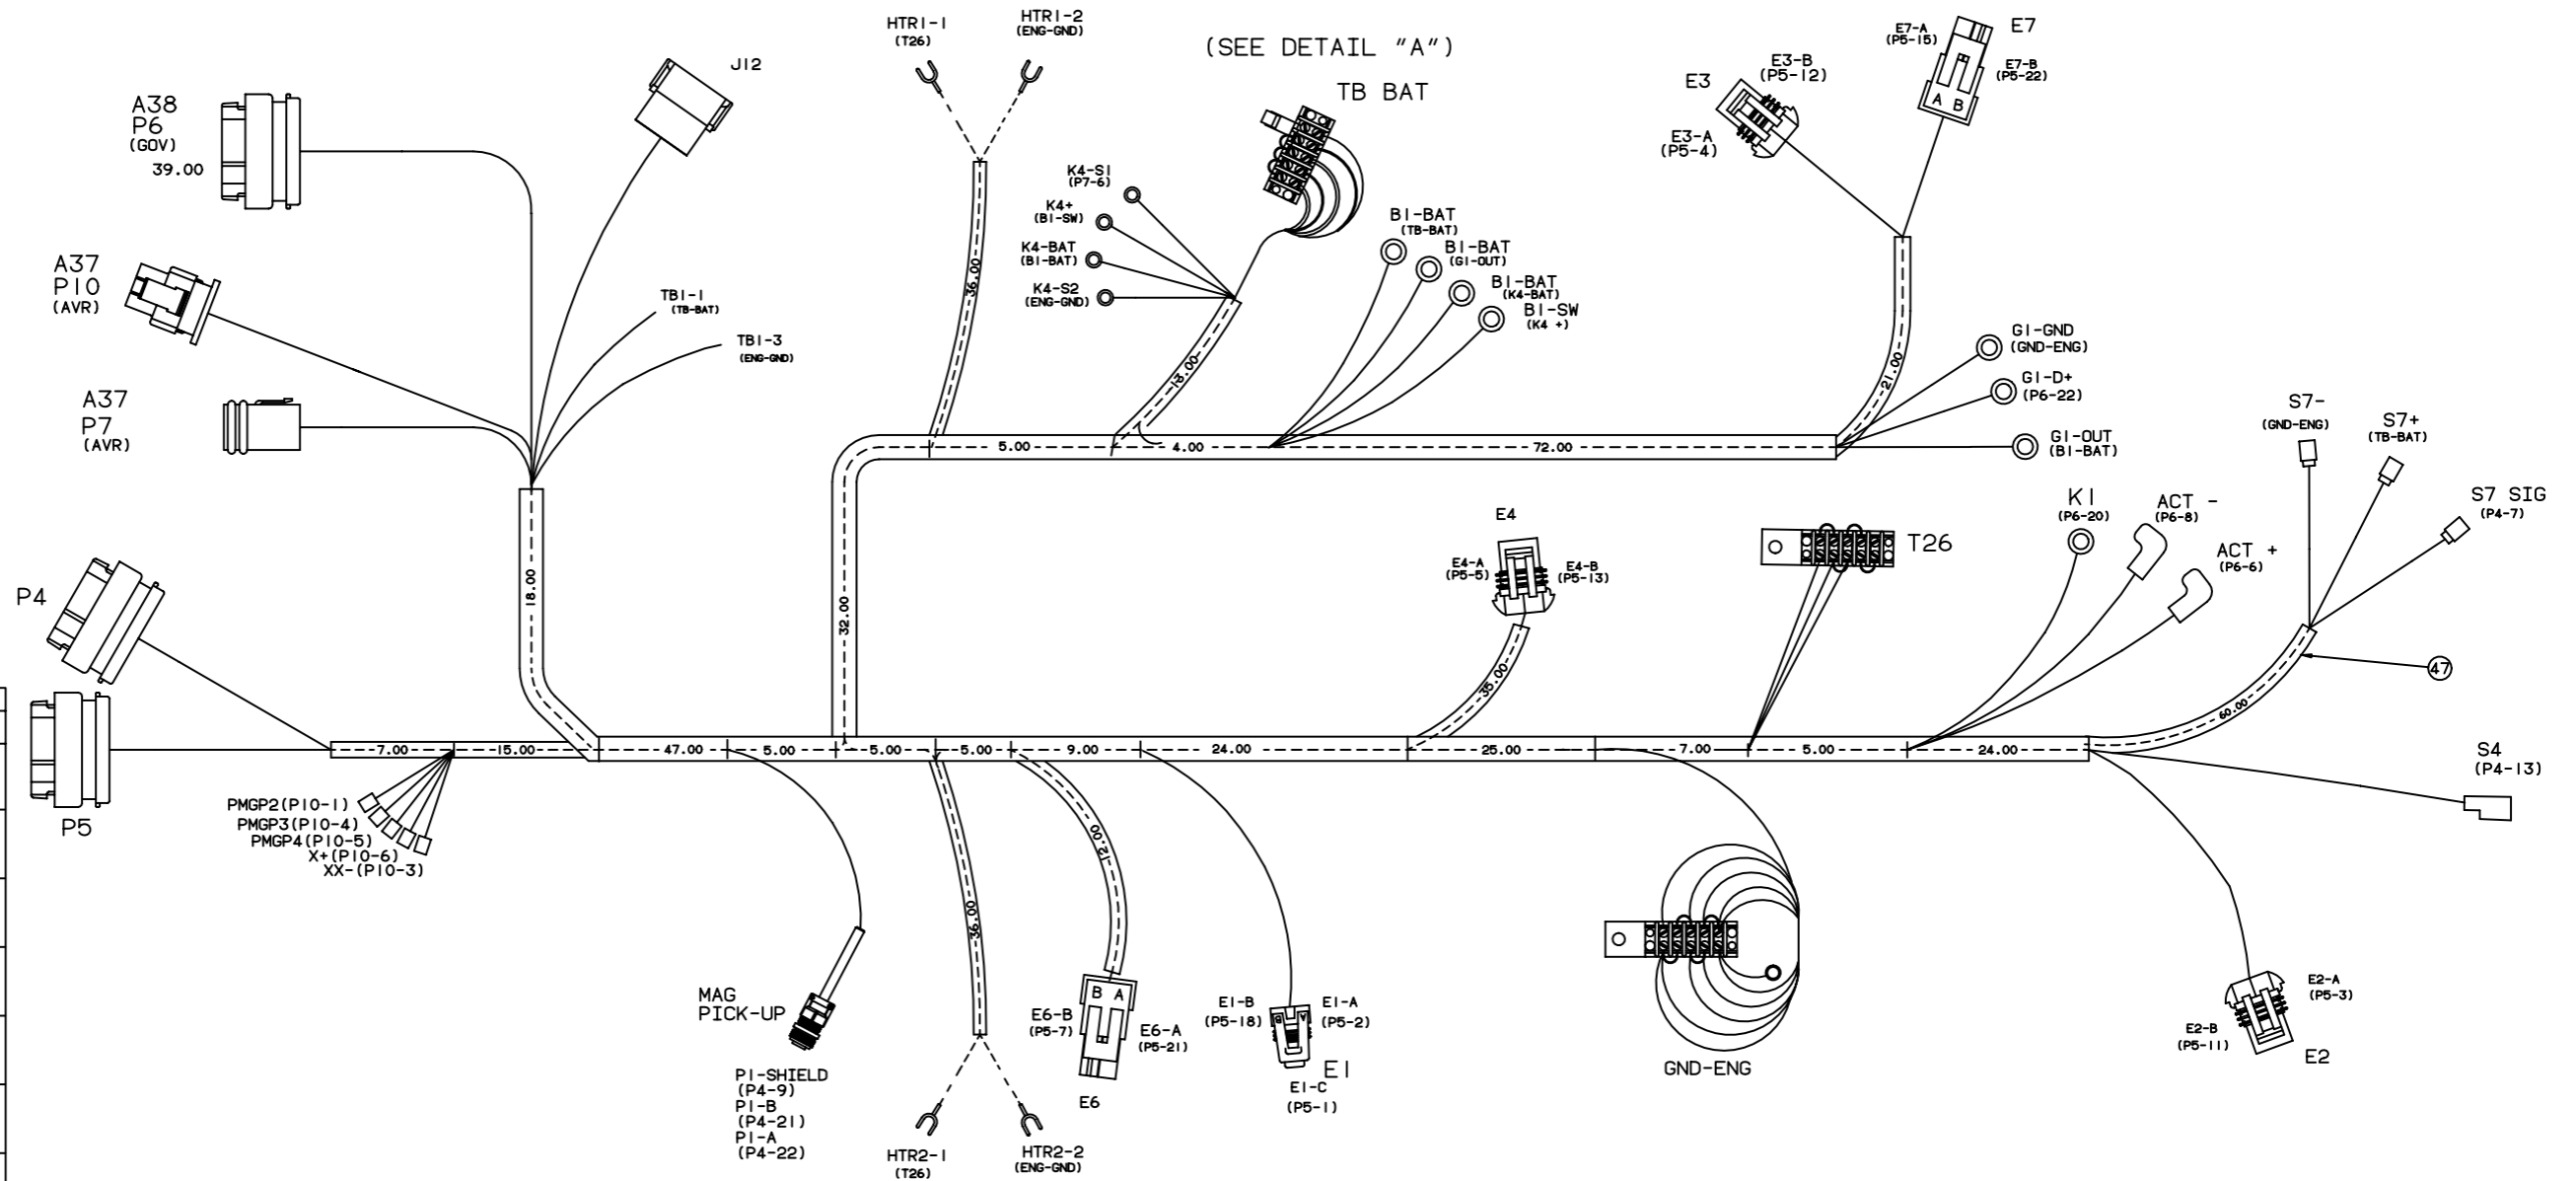 HTR1-1
(T26)
HTR1-2
(ENG-GND)
(SEE DETAIL "A")
TB BAT
J12
A38
P6
(GOV)
39.00
A37
P10
(AVR)
A37
P7
(AVR)
TB1-1
(TB-BAT)
TB1-3
(ENG-GND)
K4-S1
(P7-6)
K4+
(B1-SW)
K4-BAT
(B1-BAT)
K4-S2
(ENG-GND)
B1-BAT
(TB-BAT)
B1-BAT
(G1-OUT)
B1-BAT
(K4-BAT)
B1-SW
(K4 +)
E3
E3-B
(P5-12)
E3-A
(P5-4)
E7-A
(P5-15)
E7
E7-B
(P5-22)
A B
G1-GND
(GND-ENG)
G1-D+
(P6-22)
G1-OUT
(B1-BAT)
36.00
13.00
21.00
5.00
4.00
72.00
S7-
(GND-ENG)
S7+
(TB-BAT)
S7 SIG
(P4-7)
K1
(P6-20)
ACT -
(P6-8)
ACT +
(P6-6)
T26
E4
E4-A
(P5-5)
E4-B
(P5-13)
P4
P5
18.00
32.00
35.00
60.00
47
7.00
15.00
47.00
5.00
5.00
5.00
9.00
24.00
25.00
7.00
5.00
24.00
S4
(P4-13)
PMGP2(P10-1)
PMGP3(P10-4)
PMGP4(P10-5)
X+(P10-6)
XX-(P10-3)
36.00
12.00
MAG
PICK-UP
P1-SHIELD
(P4-9)
P1-B
(P4-21)
P1-A
(P4-22)
HTR2-1
(T26)
HTR2-2
(ENG-GND)
B A
E6-B
(P5-7)
E6-A
(P5-21)
E6
E1-B
(P5-18)
E1-A
(P5-2)
B A
E1
E1-C
(P5-1)
GND-ENG
E2-A
(P5-3)
E2-B
(P5-11)
E2